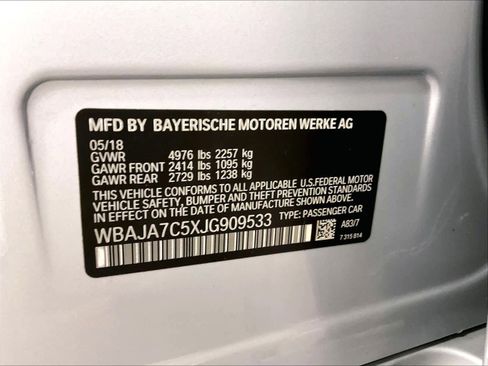 MFD BY BAYERISCHE MOTOREN WERKE AG
05/18
GVWR 4976 lbs 2257 kg
GAWR FRONT 2414 lbs 1095 kg
GAWR REAR 2729 lbs 1238 kg
THIS VEHICLE CONFORMS TO ALL APPLICABLE U.S.FEDERAL MOTOR
VEHICLE SAFETY, BUMPER AND THEFT PREVENTION STANDARDS
IN EFFECT ON THE DATE OF MANUFACTURE SHOWN ABOVE.
WBAJA7C5XJG909533 TYPE: PASSENGER CAR
A83/7
7 315 814